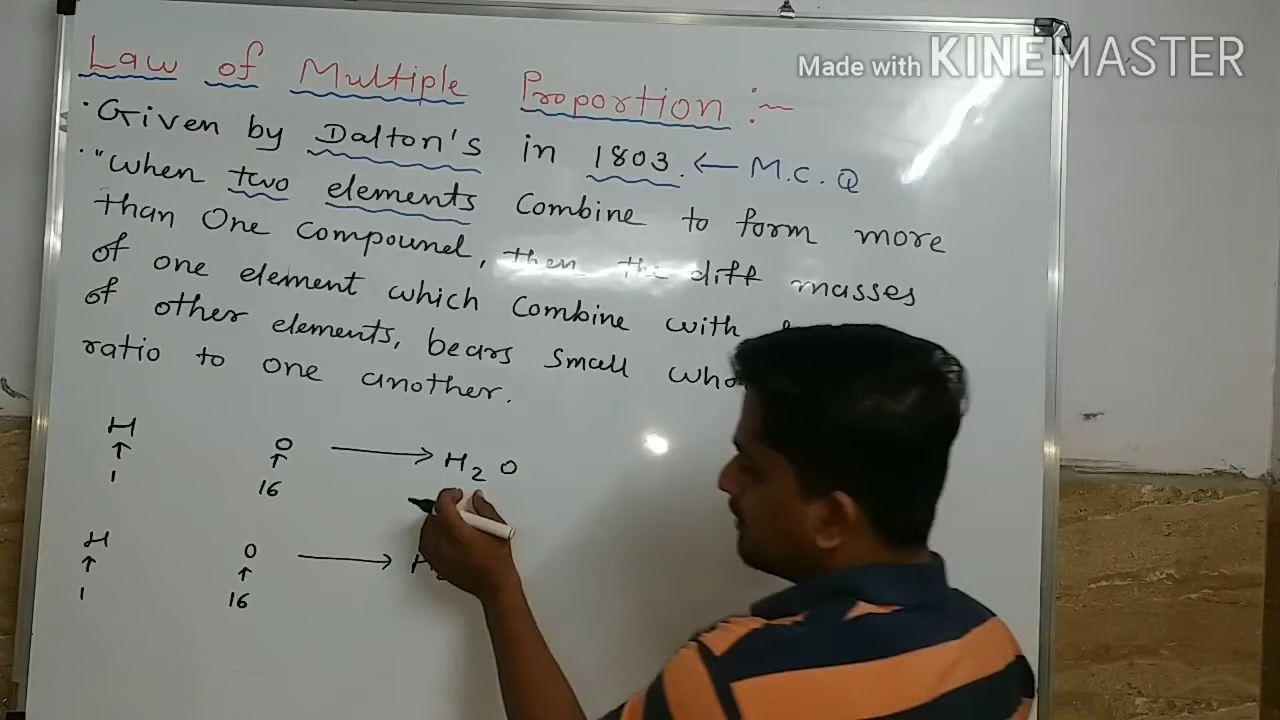 Made with KINEMASTER
Law of Multiple Proportion :~
· Given by Dalton's in 1803. ← M.C.Q
· "When two elements combine to form more
than One compound, then the diff masses
of one element which combine with
of other elements, bears small
ratio to one another.
H O → H2O
↑ ↑
1 16
H O →
↑ ↑
1 16